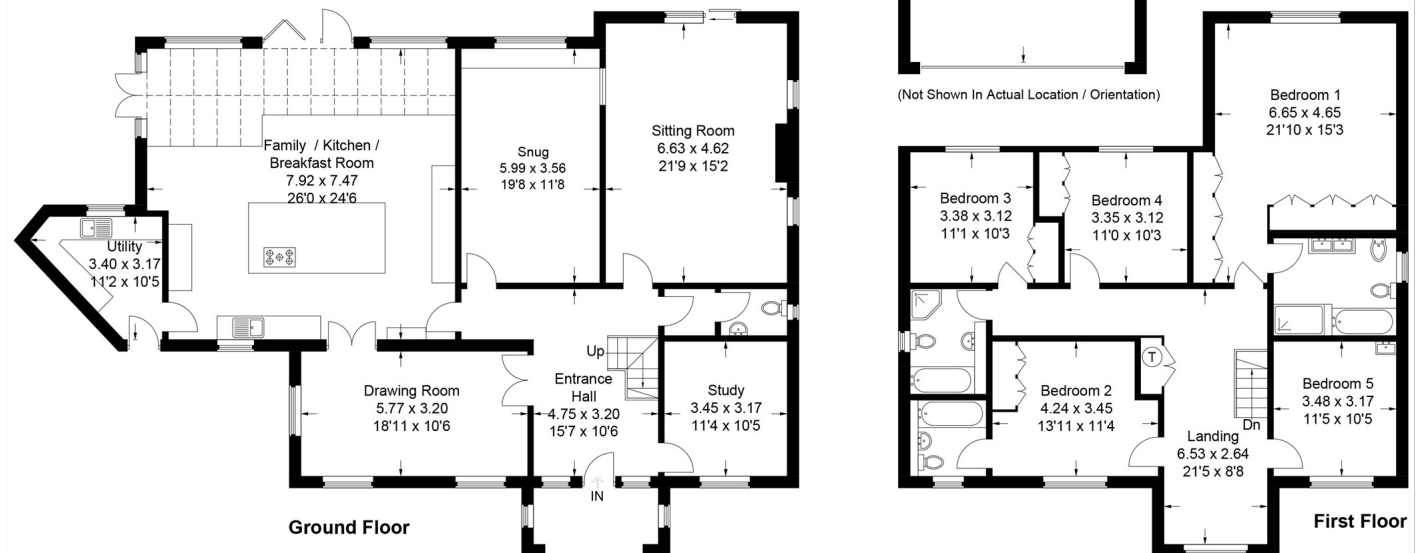 (Not Shown In Actual Location / Orientation)
Family / Kitchen /
Breakfast Room
7.92 x 7.47
26'0 x 24'6
Snug
5.99 x 3.56
19'8 x 11'8
Sitting Room
6.63 x 4.62
21'9 x 15'2
Utility
3.40 x 3.17
11'2 x 10'5
Drawing Room
5.77 x 3.20
18'11 x 10'6
Up
Entrance
Hall
4.75 x 3.20
15'7 x 10'6
Study
3.45 x 3.17
11'4 x 10'5
IN
Ground Floor
Bedroom 1
6.65 x 4.65
21'10 x 15'3
Bedroom 3
3.38 x 3.12
11'1 x 10'3
Bedroom 4
3.35 x 3.12
11'0 x 10'3
T
Bedroom 2
4.24 x 3.45
13'11 x 11'4
Bedroom 5
3.48 x 3.17
11'5 x 10'5
Dn
Landing
6.53 x 2.64
21'5 x 8'8
First Floor